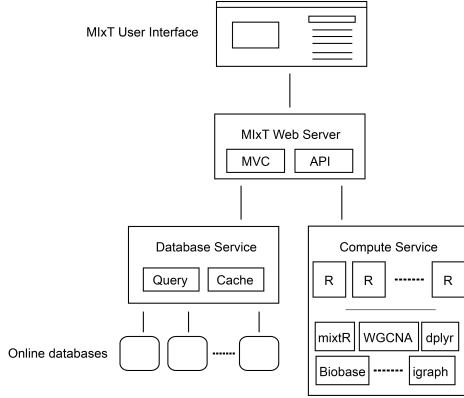 MIxT User Interface
MIxT Web Server
MVC API
Database Service
Query Cache
Compute Service
R R R
mixtR WGCNA dplyr
Biobase igraph
Online databases